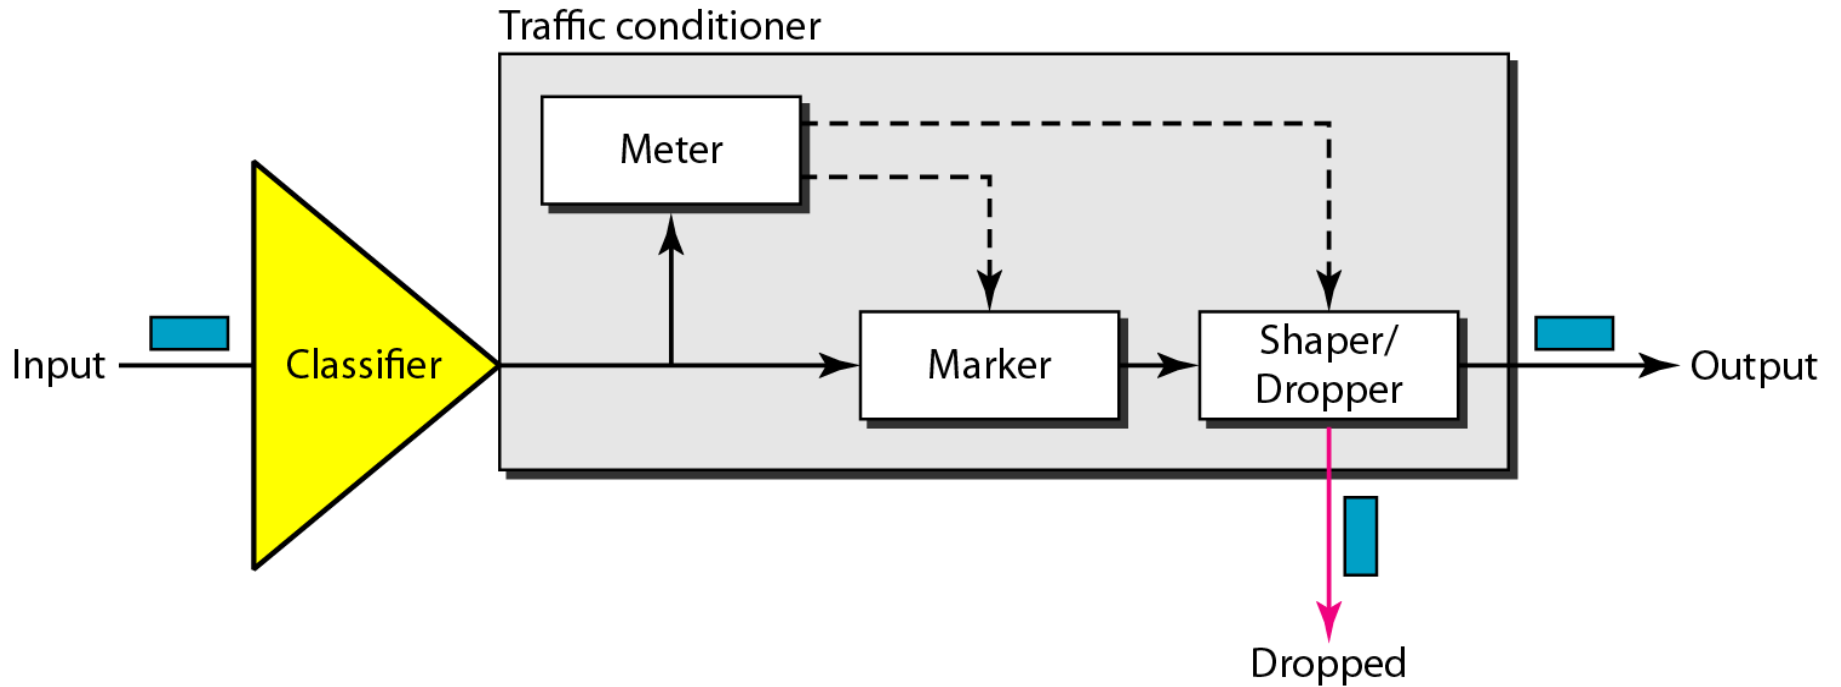 Traffic conditioner
Meter
Input
Classifier
Marker
Shaper/
Dropper
Output
Dropped